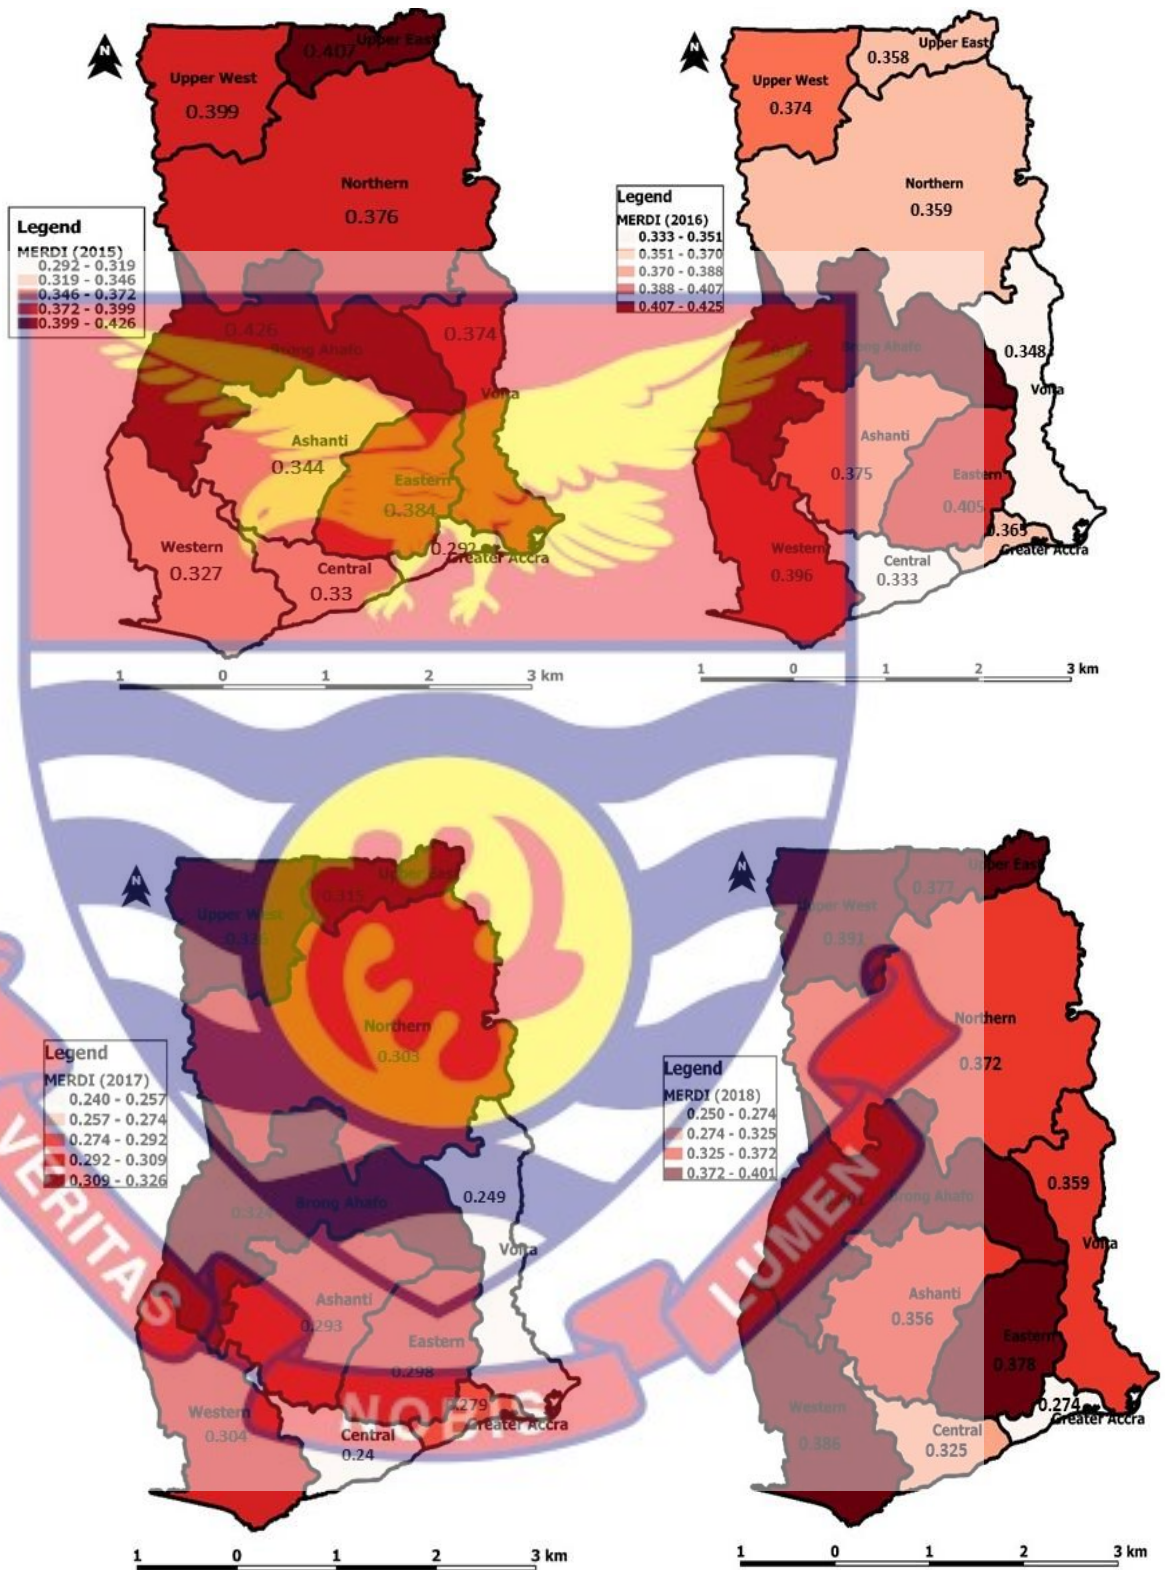 N
Upper East
0.407
Upper West
0.399
Northern
0.376
Legend
MERDI (2015)
0.292 - 0.319
0.319 - 0.346
0.346 - 0.372
0.372 - 0.399
0.399 - 0.426
0.426
Brong Ahafo
0.374
Volta
Ashanti
0.344
Eastern
0.384
Western
0.327
Central
0.33
0.292
Greater Accra
1 0 1 2 3 km
N
Upper East
0.358
Upper West
0.374
Northern
0.359
Legend
MERDI (2016)
0.333 - 0.351
0.351 - 0.370
0.370 - 0.388
0.388 - 0.407
0.407 - 0.425
Brong Ahafo
0.348
Volta
Ashanti
0.375
Eastern
0.405
0.365
Greater Accra
Western
0.396
Central
0.333
1 0 1 2 3 km
N
Upper East
0.315
Upper West
0.326
Northern
0.303
Legend
MERDI (2017)
0.240 - 0.257
0.257 - 0.274
0.274 - 0.292
0.292 - 0.309
0.309 - 0.326
0.249
Brong Ahafo
0.324
Volta
Ashanti
0.293
Eastern
0.298
Western
0.304
0.279
Greater Accra
Central
0.24
1 0 1 2 3 km
N
Upper East
0.377
Upper West
0.391
Northern
0.372
Legend
MERDI (2018)
0.250 - 0.274
0.274 - 0.325
0.325 - 0.372
0.372 - 0.401
0.359
Brong Ahafo
Volta
Ashanti
0.356
Eastern
0.378
Western
0.386
0.274
Greater Accra
Central
0.325
1 0 1 2 3 km
VERITAS
NOBIS
LUMEN